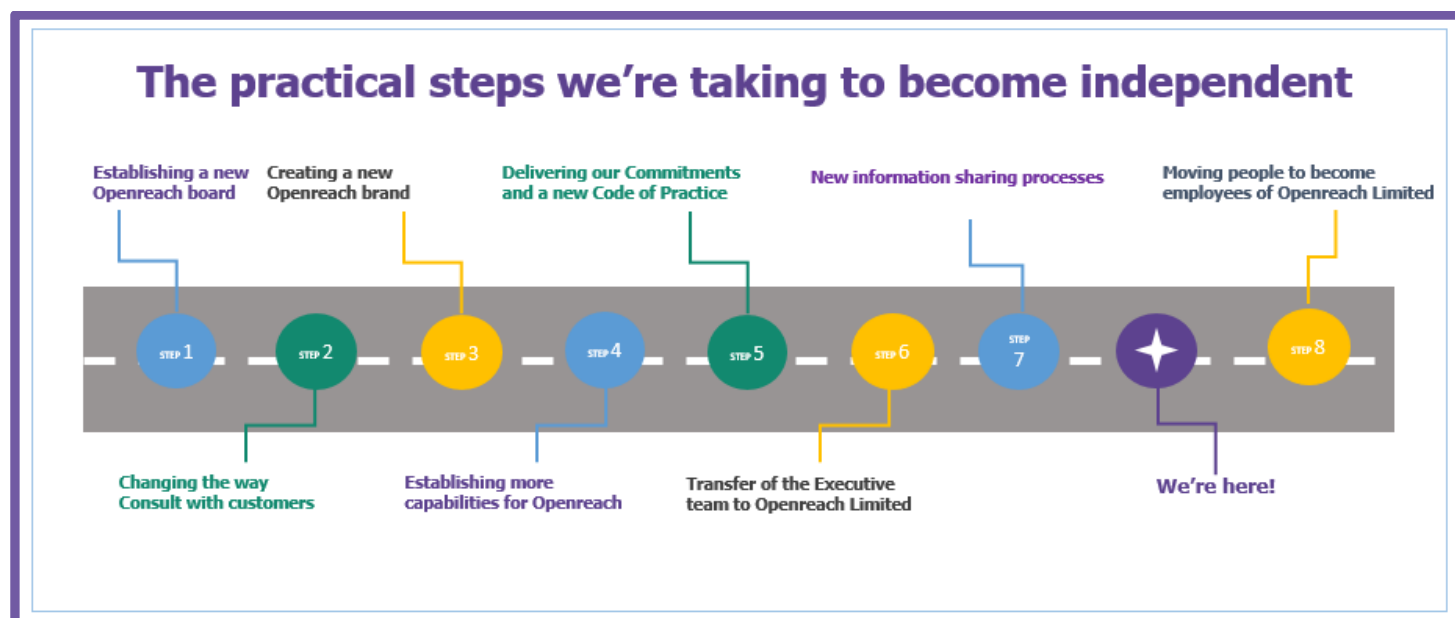 The practical steps we're taking to become independent
Establishing a new
Openreach board
Creating a new
Openreach brand
Delivering our Commitments
and a new Code of Practice
New information sharing processes
Moving people to become
employees of Openreach Limited
STEP 1
STEP 2
STEP 3
STEP 4
STEP 5
STEP 6
STEP
7
STEP 8
Changing the way
Consult with customers
Establishing more
capabilities for Openreach
Transfer of the Executive
team to Openreach Limited
We're here!